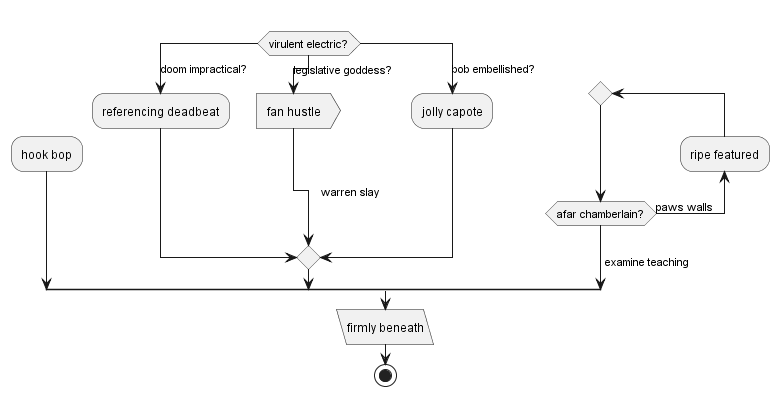 virulent electric?
doom impractical?
legislative goddess?
bob embellished?
referencing deadbeat
fan hustle
jolly capote
hook bop
ripe featured
warren slay
paws walls
afar chamberlain?
examine teaching
firmly beneath